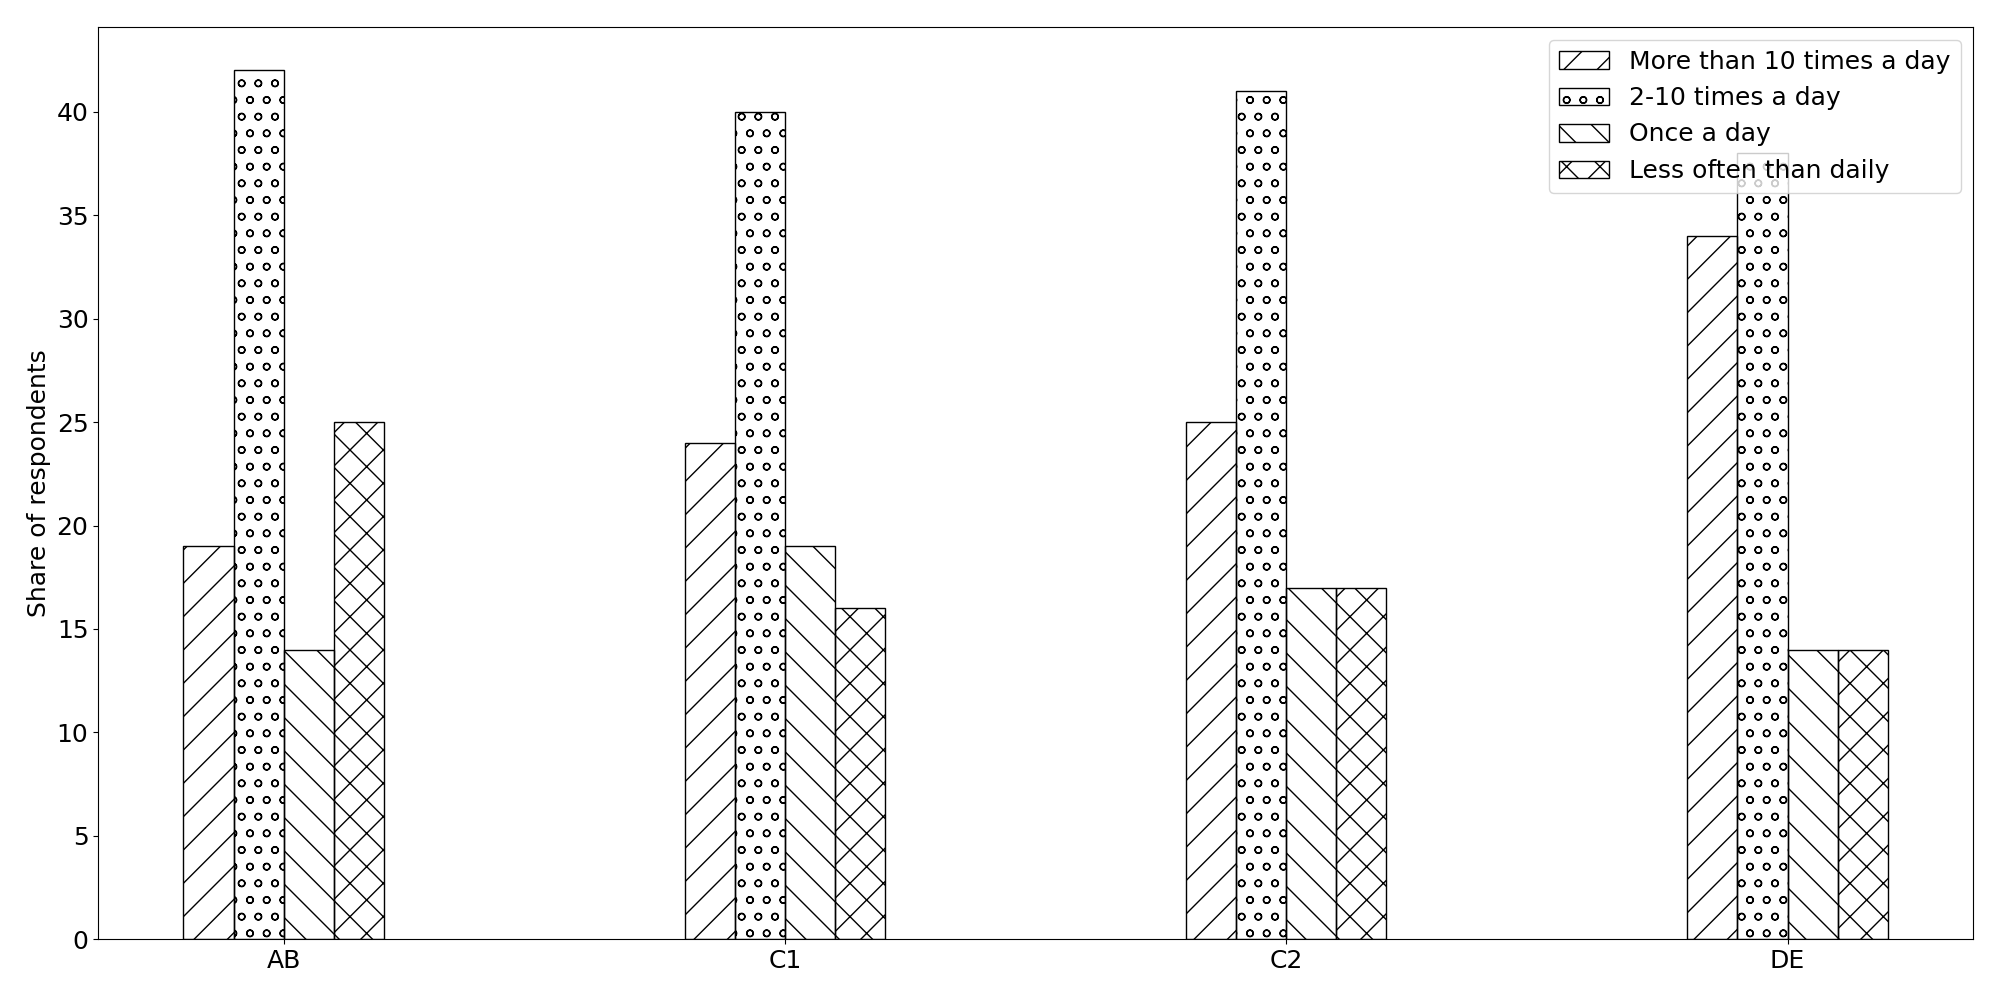 More than 10 times a day
2-10 times a day
Once a day
Less often than daily
40
35
30
25
20
15
10
5
0
Share of respondents
AB
C1
C2
DE